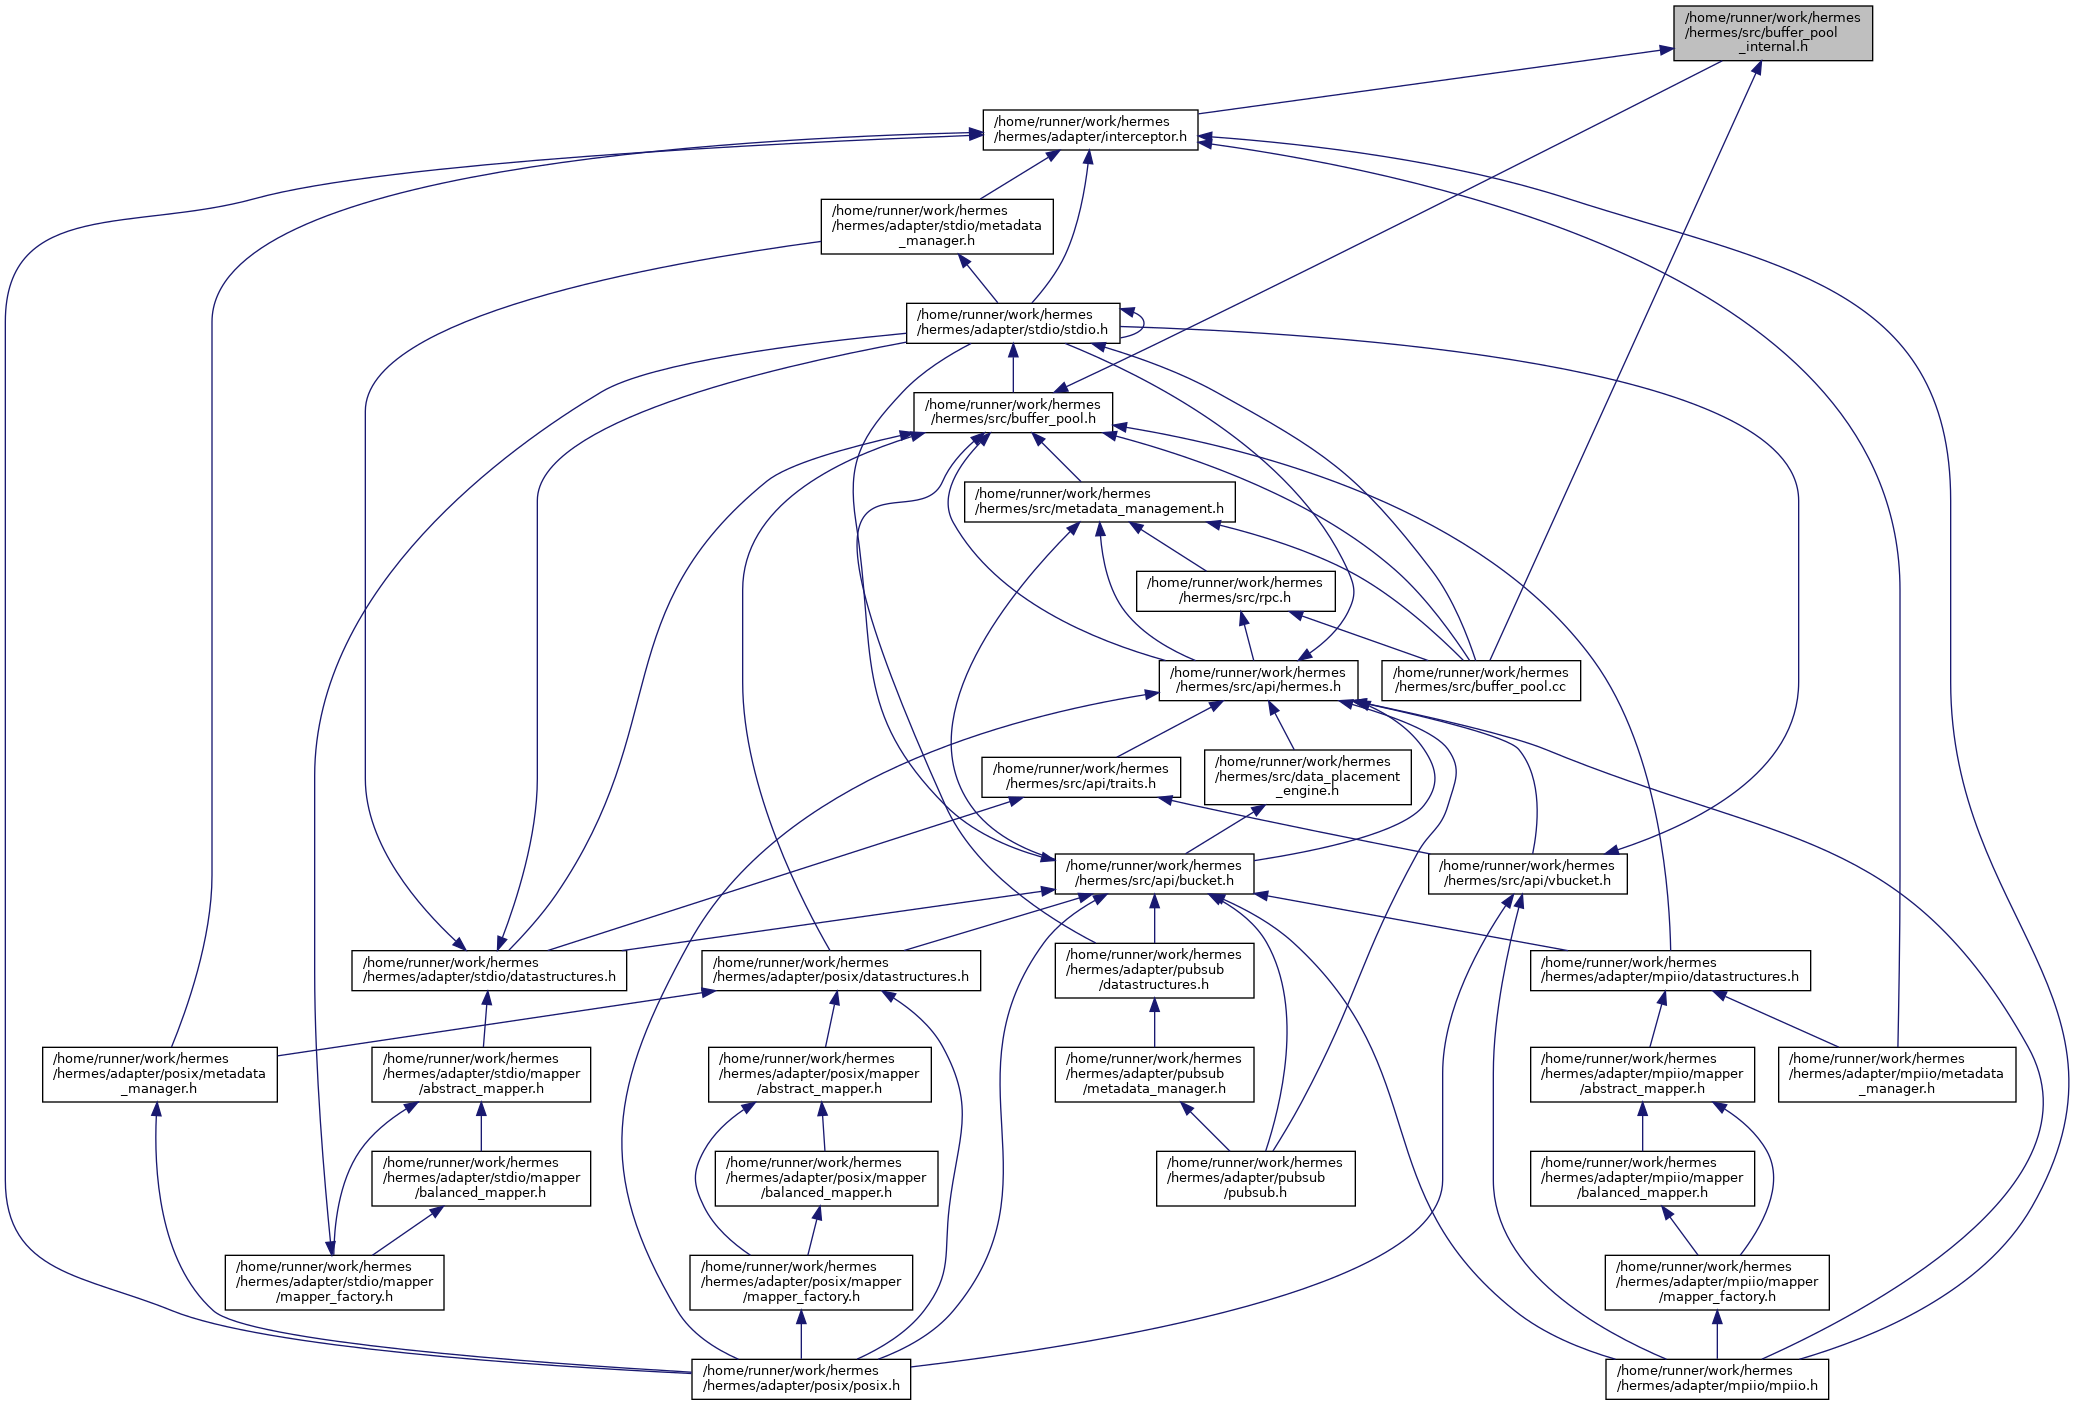 /home/runner/work/hermes
/hermes/src/buffer_pool
_internal.h
/home/runner/work/hermes
/hermes/adapter/interceptor.h
/home/runner/work/hermes
/hermes/adapter/stdio/metadata
_manager.h
/home/runner/work/hermes
/hermes/adapter/stdio/stdio.h
/home/runner/work/hermes
/hermes/src/buffer_pool.h
/home/runner/work/hermes
/hermes/src/metadata_management.h
/home/runner/work/hermes
/hermes/src/rpc.h
/home/runner/work/hermes
/hermes/src/api/hermes.h
/home/runner/work/hermes
/hermes/src/buffer_pool.cc
/home/runner/work/hermes
/hermes/src/api/traits.h
/home/runner/work/hermes
/hermes/src/data_placement
_engine.h
/home/runner/work/hermes
/hermes/src/api/bucket.h
/home/runner/work/hermes
/hermes/src/api/vbucket.h
/home/runner/work/hermes
/hermes/adapter/stdio/datastructures.h
/home/runner/work/hermes
/hermes/adapter/posix/datastructures.h
/home/runner/work/hermes
/hermes/adapter/pubsub
/datastructures.h
/home/runner/work/hermes
/hermes/adapter/mpiio/datastructures.h
/home/runner/work/hermes
/hermes/adapter/posix/metadata
_manager.h
/home/runner/work/hermes
/hermes/adapter/stdio/mapper
/abstract_mapper.h
/home/runner/work/hermes
/hermes/adapter/posix/mapper
/abstract_mapper.h
/home/runner/work/hermes
/hermes/adapter/pubsub
/metadata_manager.h
/home/runner/work/hermes
/hermes/adapter/mpiio/mapper
/abstract_mapper.h
/home/runner/work/hermes
/hermes/adapter/mpiio/metadata
_manager.h
/home/runner/work/hermes
/hermes/adapter/stdio/mapper
/balanced_mapper.h
/home/runner/work/hermes
/hermes/adapter/posix/mapper
/balanced_mapper.h
/home/runner/work/hermes
/hermes/adapter/pubsub
/pubsub.h
/home/runner/work/hermes
/hermes/adapter/mpiio/mapper
/balanced_mapper.h
/home/runner/work/hermes
/hermes/adapter/stdio/mapper
/mapper_factory.h
/home/runner/work/hermes
/hermes/adapter/posix/mapper
/mapper_factory.h
/home/runner/work/hermes
/hermes/adapter/mpiio/mapper
/mapper_factory.h
/home/runner/work/hermes
/hermes/adapter/posix/posix.h
/home/runner/work/hermes
/hermes/adapter/mpiio/mpiio.h